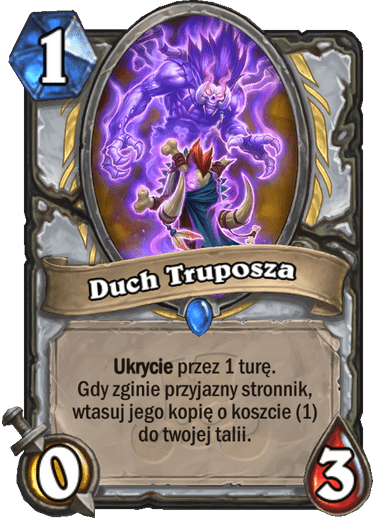 1
Duch Truposza
Ukrycie przez 1 turę.
Gdy zginie przyjazny stronnik,
wtasuj jego kopię o koszcie (1)
do twojej talii.
0
3